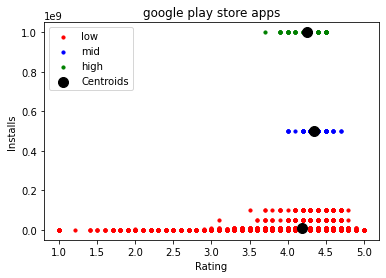 google play store apps
1e9
low
mid
high
Centroids
1.0
0.8
0.6
0.4
0.2
0.0
Installs
1.0 1.5 2.0 2.5 3.0 3.5 4.0 4.5 5.0
Rating